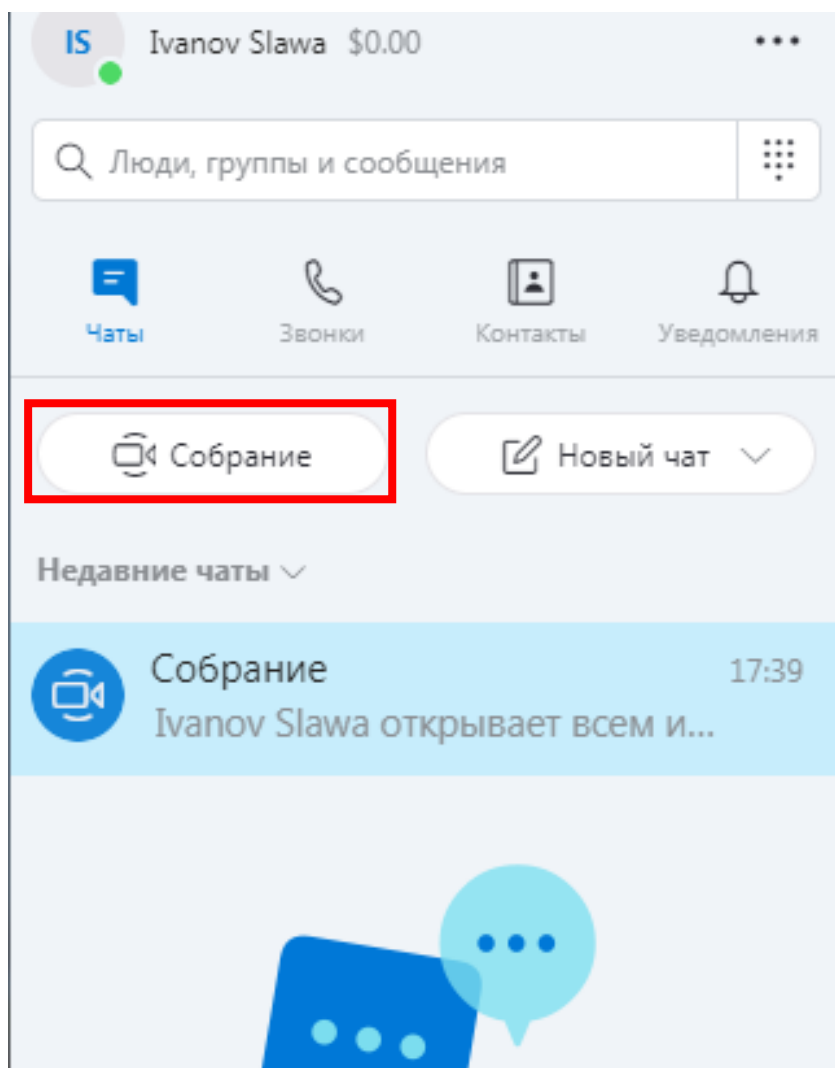 IS Ivanov Slawa $0.00
Люди, группы и сообщения
Чаты Звонки Контакты Уведомления
Собрание Новый чат
Недавние чаты
Собрание 17:39
Ivanov Slawa открывает всем и...